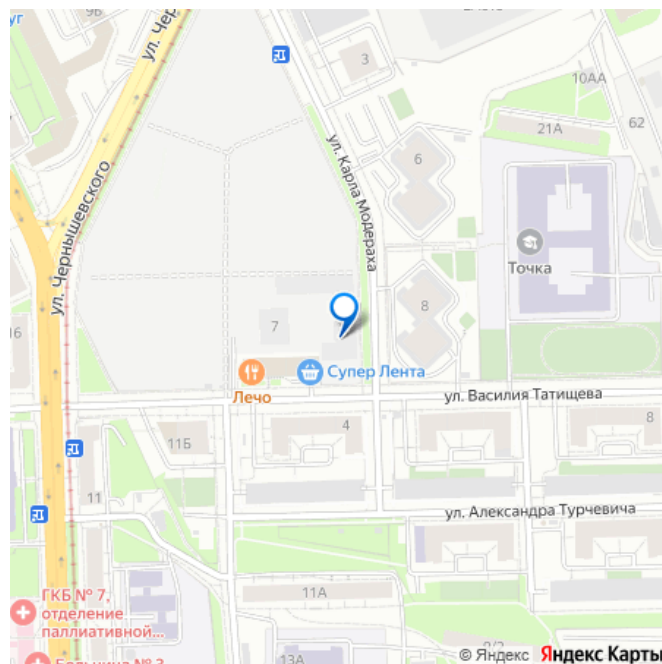 9Б
уг
ул. Чер
3
10АА
62
21А
ул. Карла Модераха
6
ул. Чернышевского
Точка
8
7
16
Супер Лента
Лечо
ул. Василия Татищева
4
8
11Б
11
ул. Александра Турчевича
ГКБ № 7,
отделение
паллиативной...
11А
13А
© Яндекс Яндекс Карты